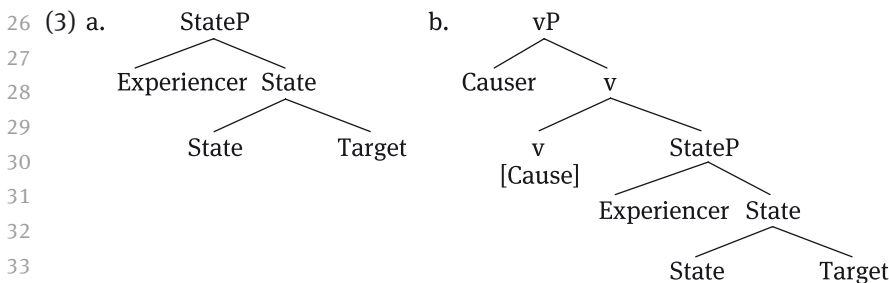 26 (3) a. StateP b. vP
27
Experiencer State Causer v
28
29
State Target v StateP
30
[Cause]
31
Experiencer State
32
33 State Target